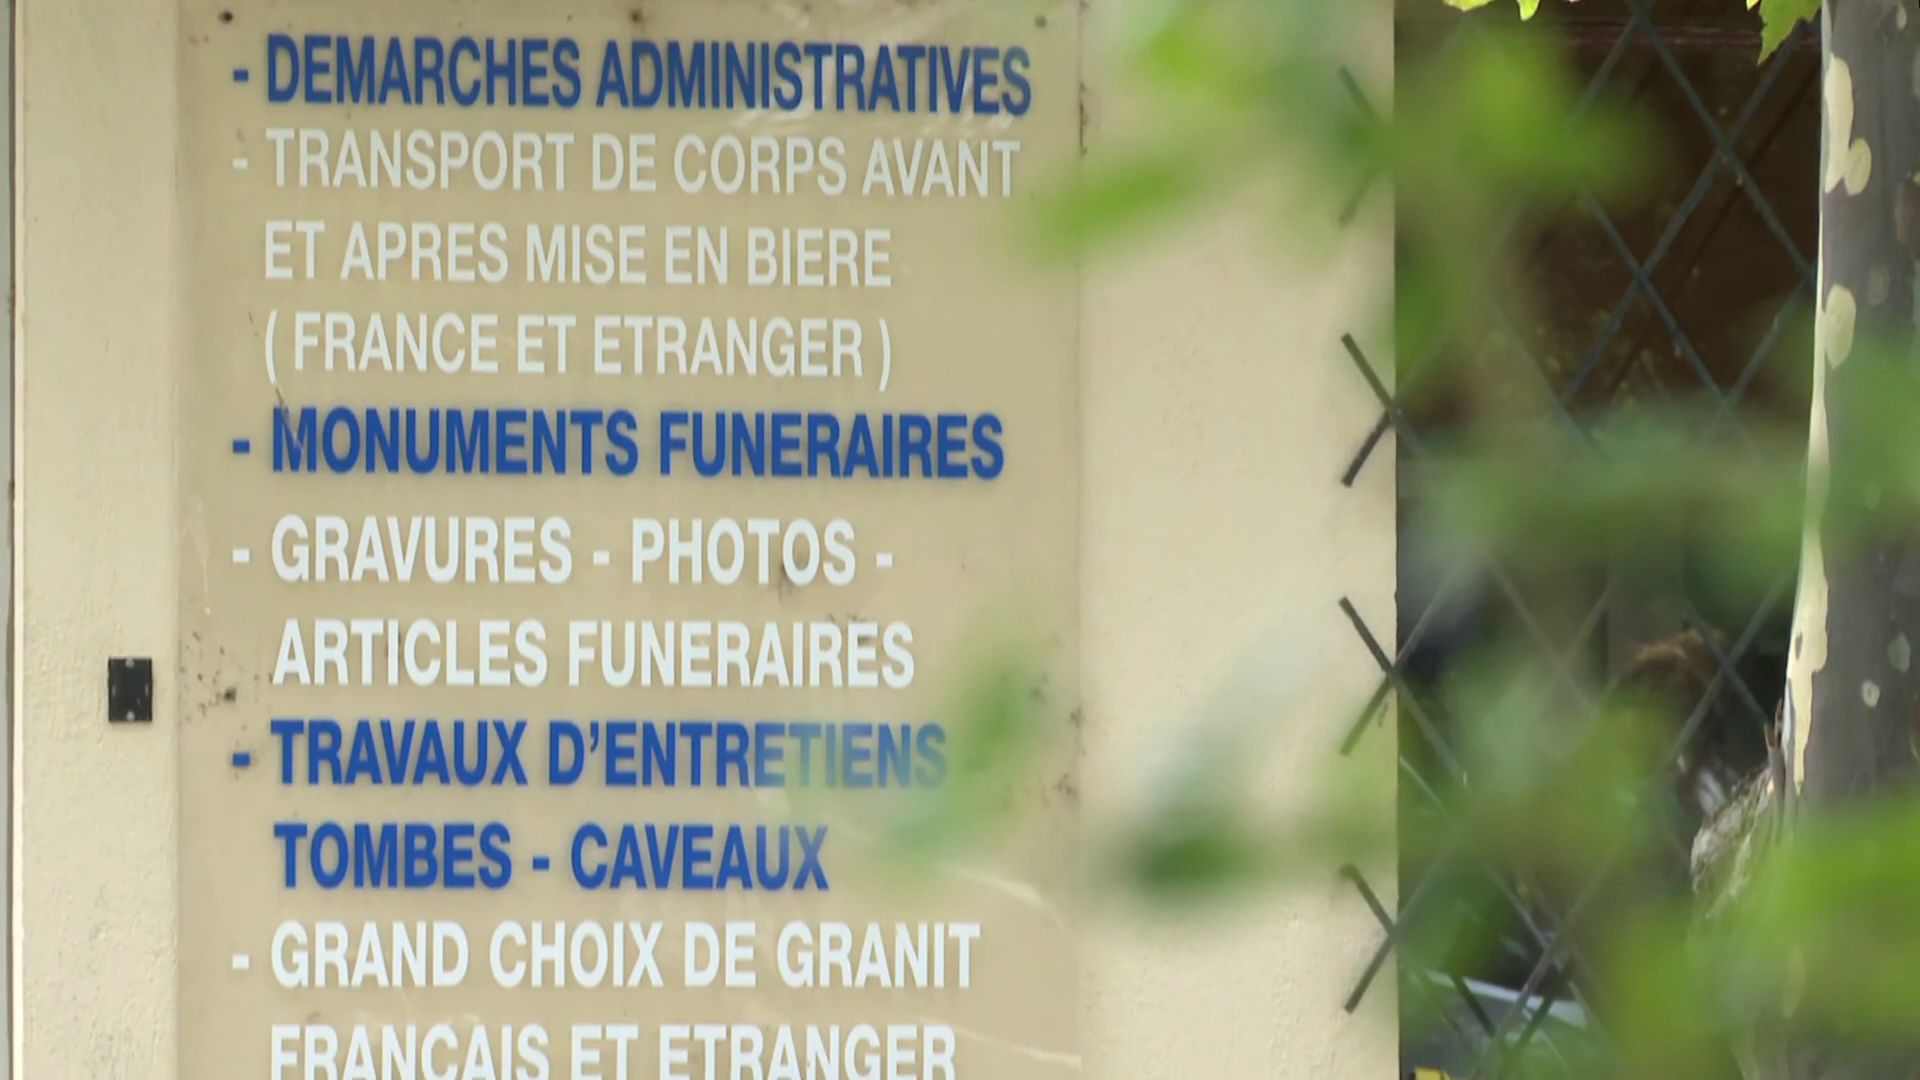 - DEMARCHES ADMINISTRATIVES
- TRANSPORT DE CORPS AVANT
ET APRES MISE EN BIERE
( FRANCE ET ETRANGER )
- MONUMENTS FUNERAIRES
- GRAVURES - PHOTOS -
ARTICLES FUNERAIRES
- TRAVAUX D'ENTRETIENS
TOMBES - CAVEAUX
- GRAND CHOIX DE GRANIT
FRANCAIS ET ETRANGER